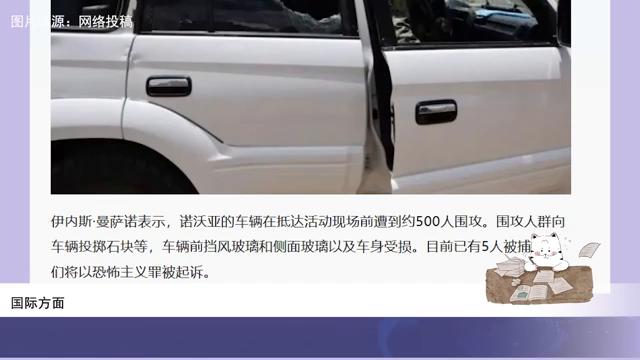 图片来源：网络投稿
伊内斯·曼萨诺表示，诺沃亚的车辆在抵达活动现场前遭到约500人围攻。围攻人群向
车辆投掷石块等，车辆前挡风玻璃和侧面玻璃以及车身受损。目前已有5人被捕
们将以恐怖主义罪被起诉。
国际方面